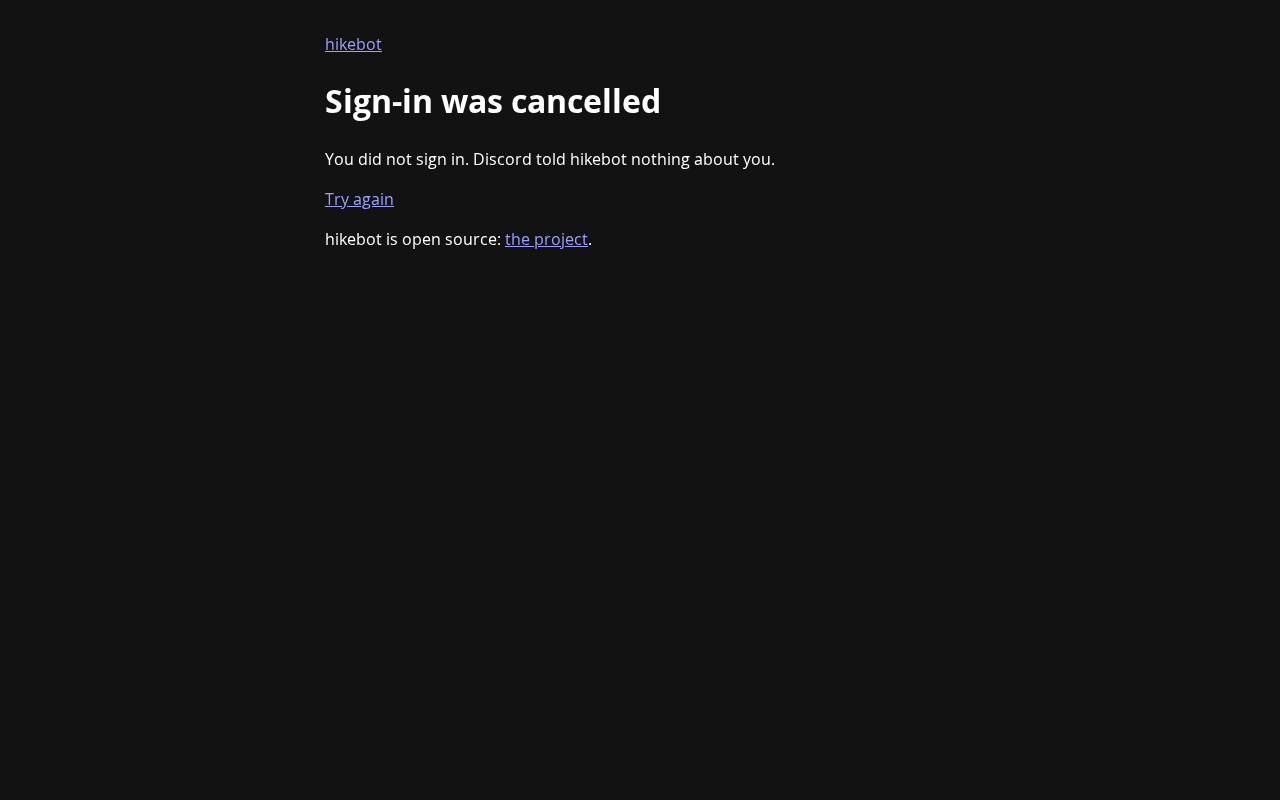 hikebot
Sign-in was cancelled
You did not sign in. Discord told hikebot nothing about you.
Try again
hikebot is open source: the project.